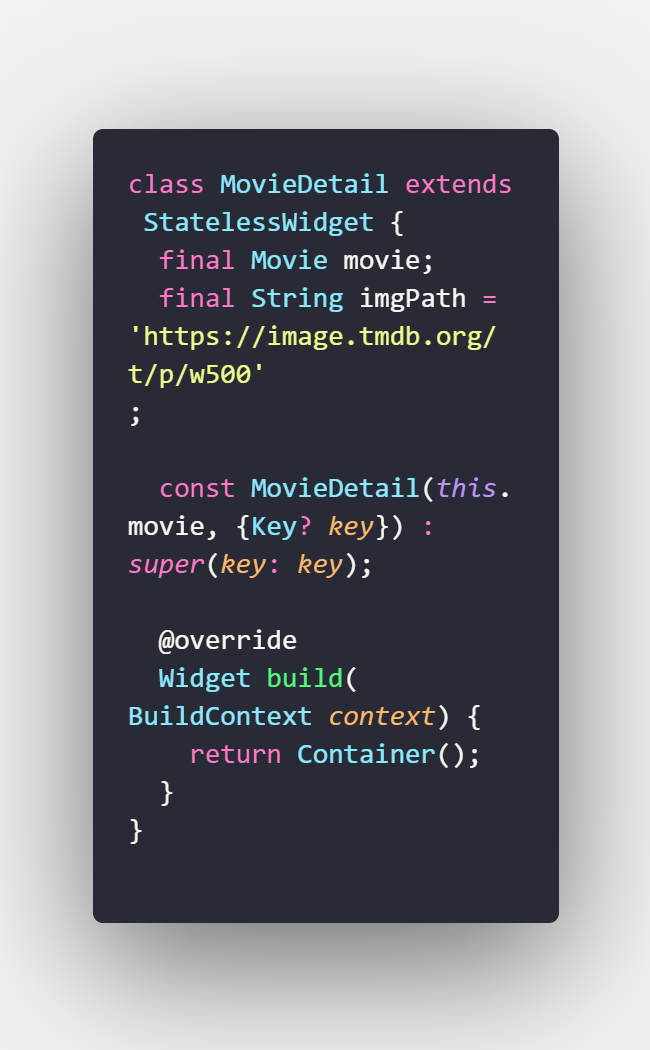 class MovieDetail extends
 StatelessWidget {
  final Movie movie;
  final String imgPath =
'https://image.tmdb.org/
t/p/w500'
;

  const MovieDetail(this.
movie, {Key? key}) :
super(key: key);

  @override
  Widget build(
BuildContext context) {
    return Container();
  }
}